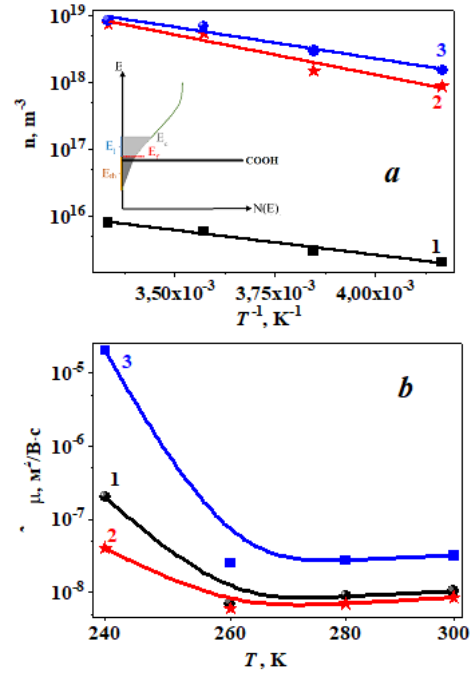 10¹⁹
10¹⁸
10¹⁷
10¹⁶
n, m⁻³
E
E_l
E_c
E_f
COOH
N(E)
3
2
a
1
3,50x10⁻³ 3,75x10⁻³ 4,00x10⁻³
T⁻¹, K⁻¹
3
b
10⁻⁵
10⁻⁶
10⁻⁷
10⁻⁸
μ, м²/В·с
1
2
240 260 280 300
T, K